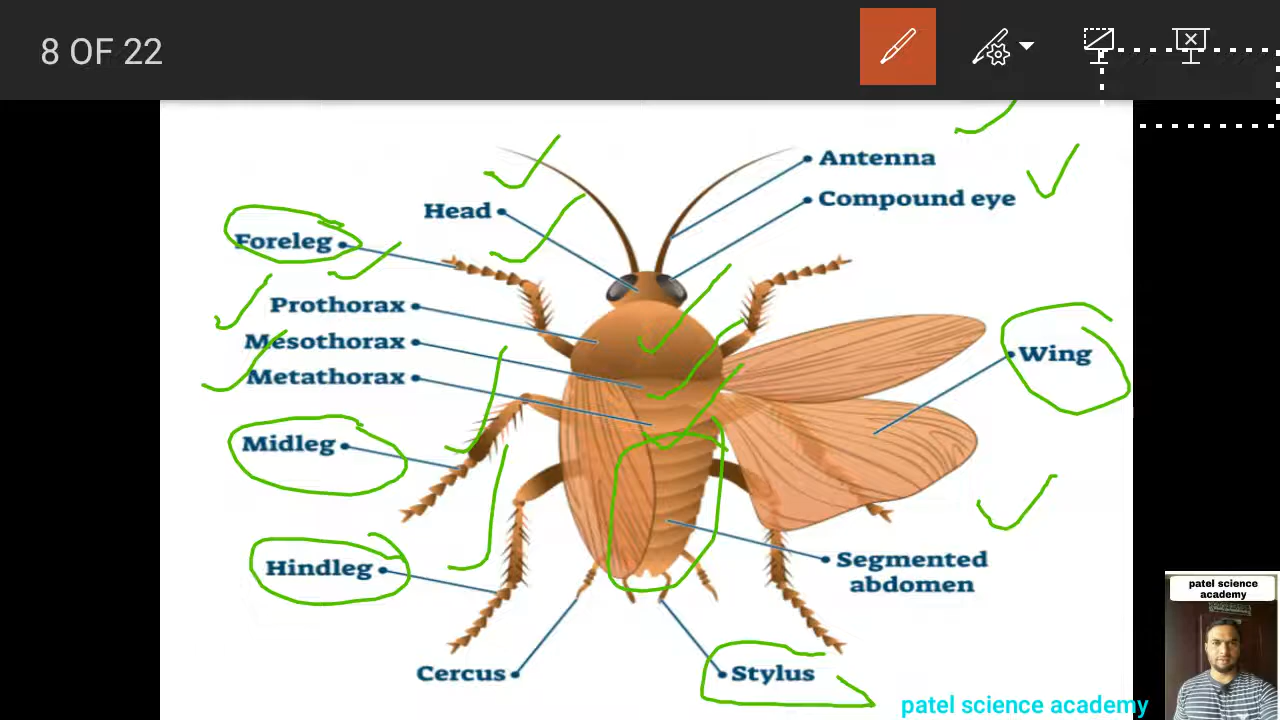 8 OF 22
Antenna
Compound eye
Head
Foreleg
Prothorax
Mesothorax
Metathorax
Wing
Midleg
Segmented
abdomen
Hindleg
Cercus
Stylus
patel science
academy
patel science academy